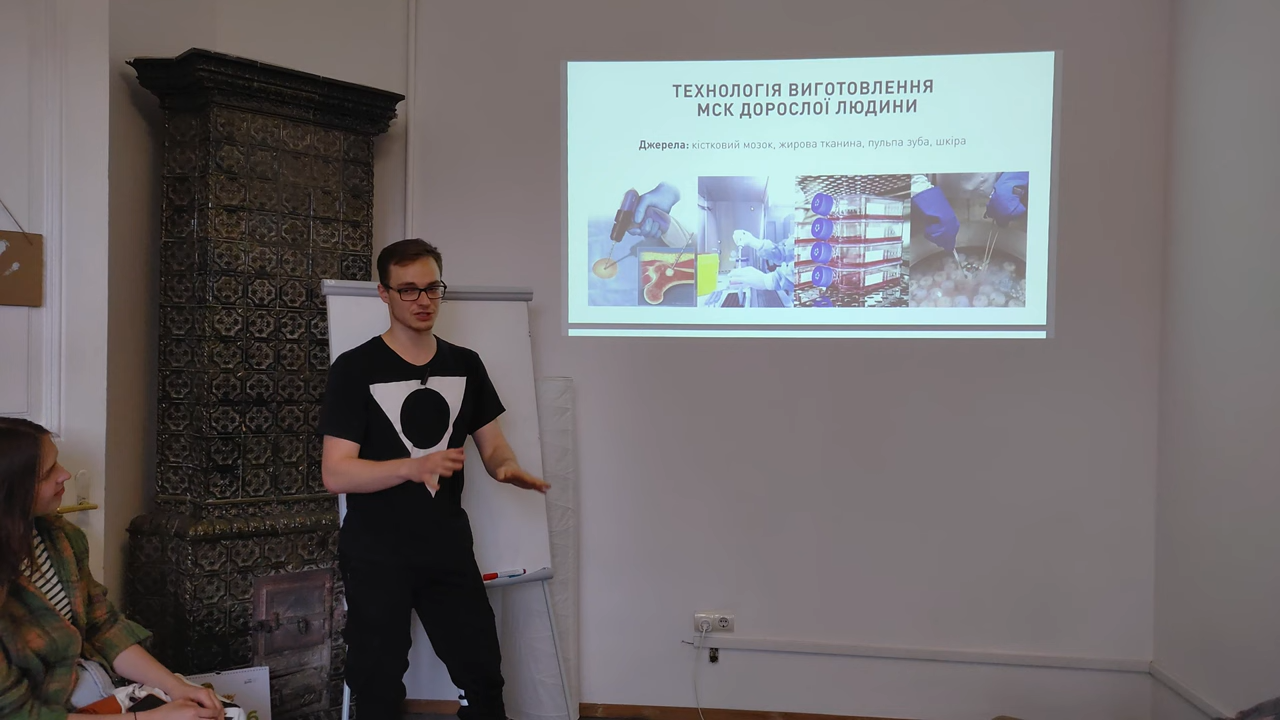 ТЕХНОЛОГІЯ ВИГОТОВЛЕННЯ
МСК ДОРОСЛОЇ ЛЮДИНИ
Джерела: кістковий мозок, жирова тканина, пульпа зуба, шкіра